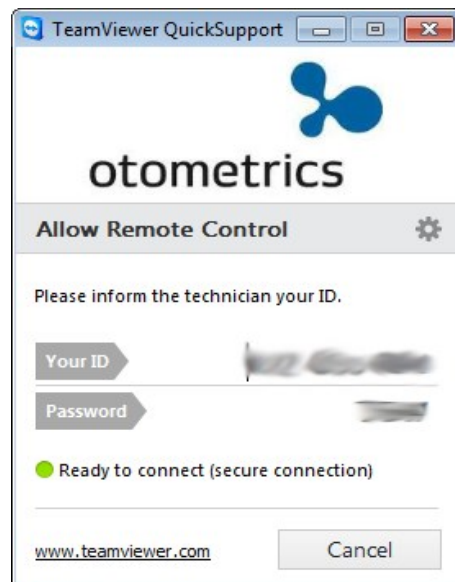 TeamViewer QuickSupport
otometrics
Allow Remote Control
Please inform the technician your ID.
Your ID
Password
Ready to connect (secure connection)
www.teamviewer.com Cancel